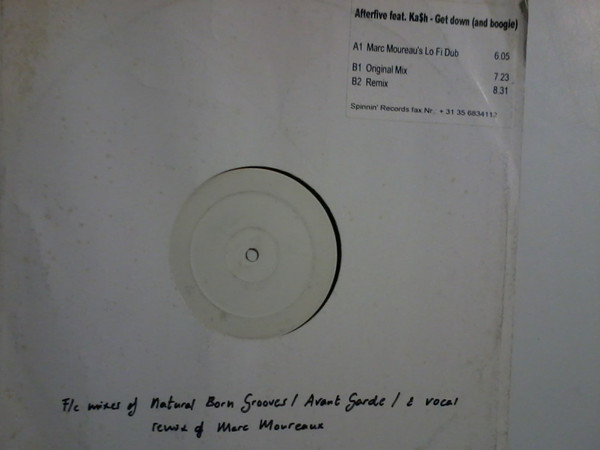 Afterfive feat. Ka$h - Get down (and boogie)
A1 Marc Moureau's Lo Fi Dub 6.05
B1 Original Mix 7.23
B2 Remix 8.31
Spinnin' Records fax Nr.: + 31 35 6834112
F/c mixes of Natural Born Grooves / Avant Garde / & vocal
remix of Marc Moureaux